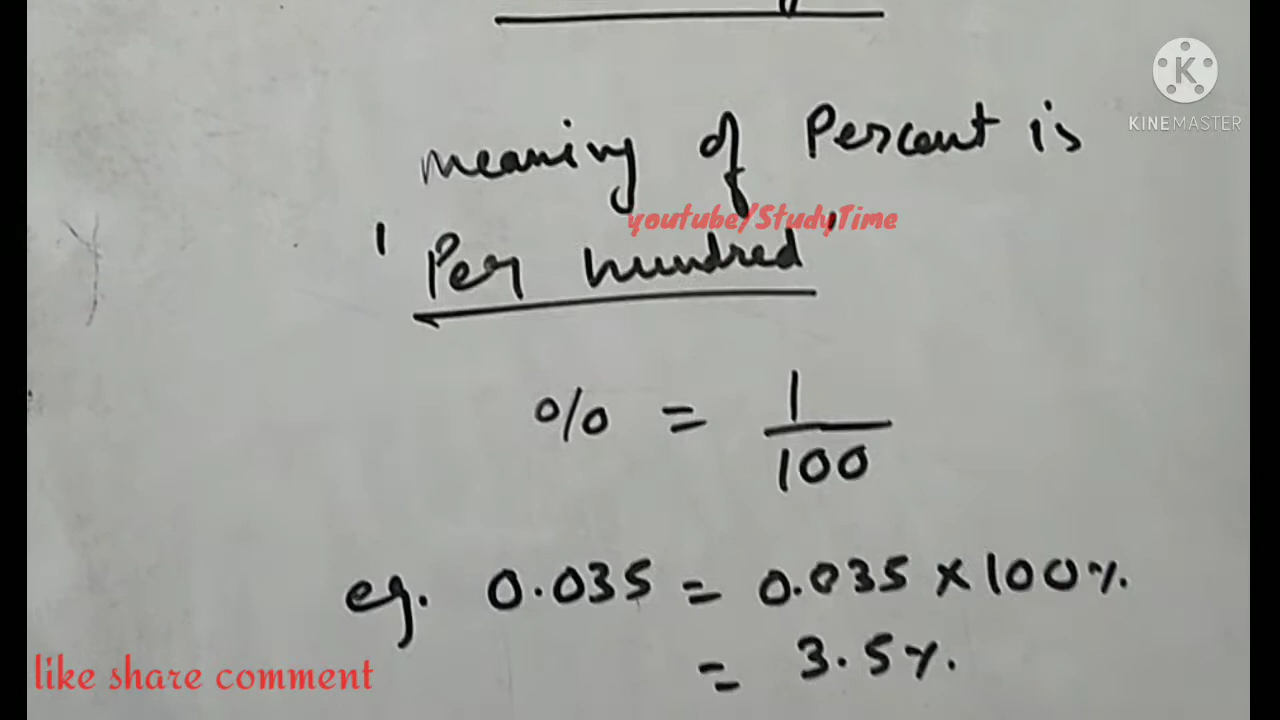 KINEMASTER
meaning of Percent is
youtube/StudyTime
'Per hundred'
% = 1/100
eg. 0.035 = 0.035 × 100%
= 3.5%.
like share comment